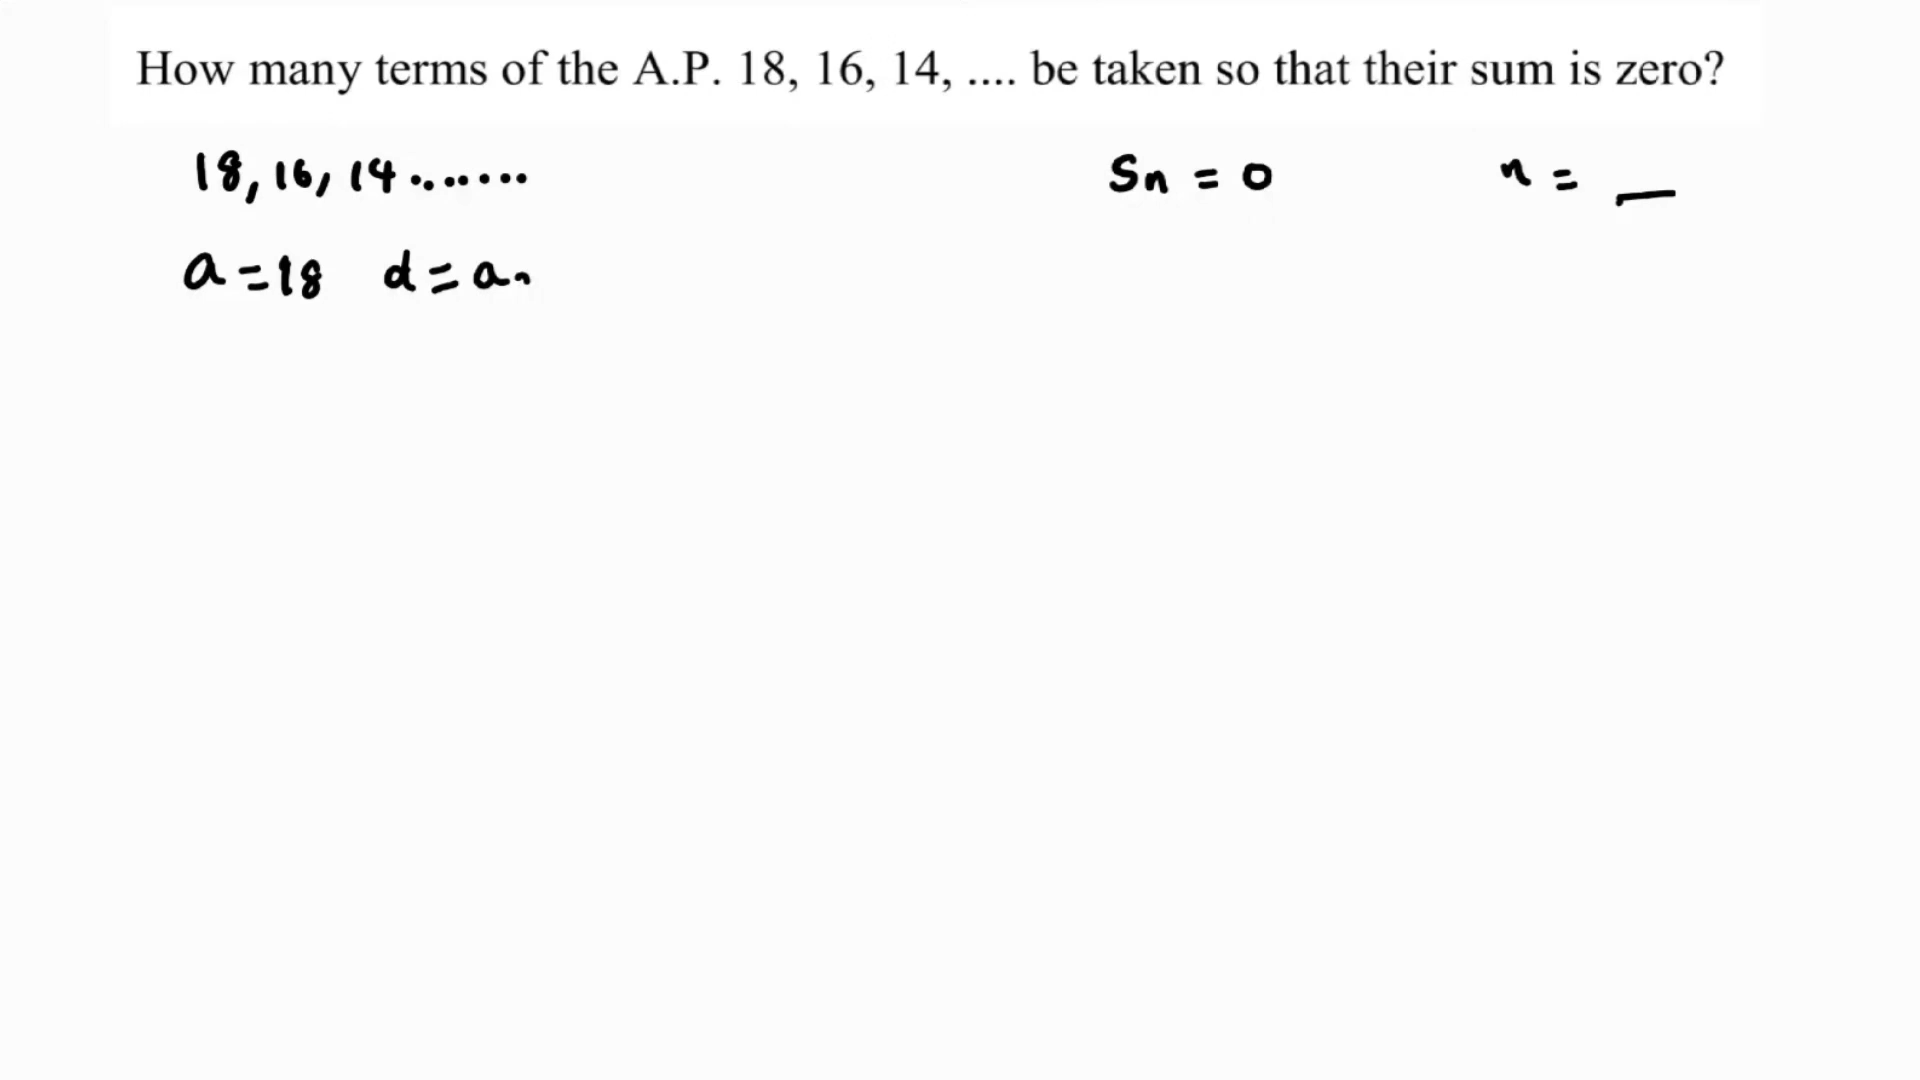 How many terms of the A.P. 18, 16, 14, .... be taken so that their sum is zero?
18, 16, 14....... Sn = 0 n = __
a = 18 d = a